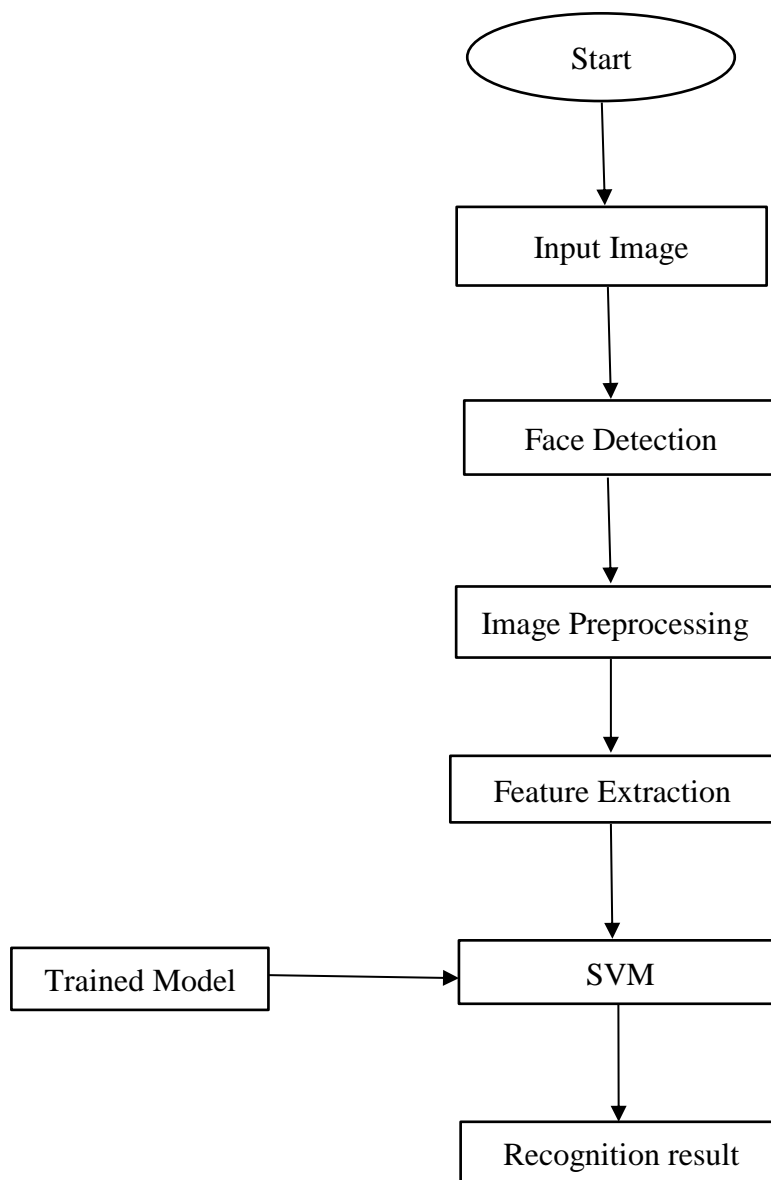 Start
Input Image
Face Detection
Image Preprocessing
Feature Extraction
Trained Model
SVM
Recognition result